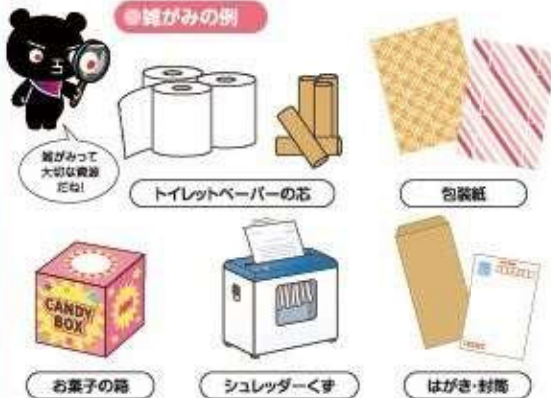 ◎雑がみの例
雑がみって
大切な資源
だね!
トイレットペーパーの芯
包装紙
CANDY
BOX
お菓子の箱
シュレッダーくず
はがき・封筒